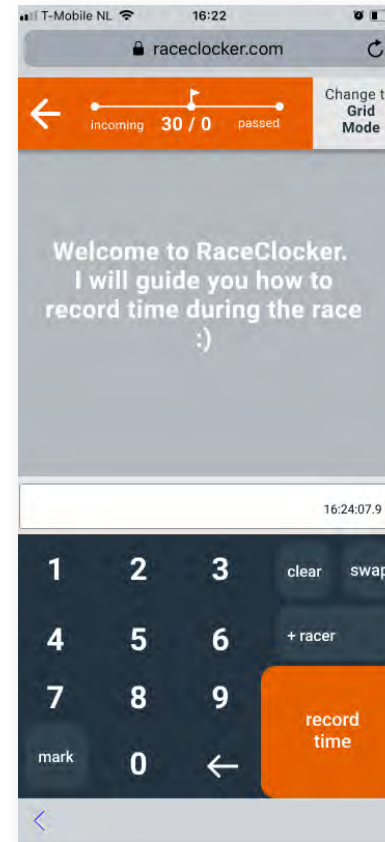 T-Mobile NL 16:22
raceclocker.com
incoming 30 / 0 passed
Change t
Grid
Mode
Welcome to RaceClocker.
I will guide you how to
record time during the race
:)
16:24:07.9
1 2 3 clear swap
4 5 6 + racer
7 8 9
record
time
mark 0